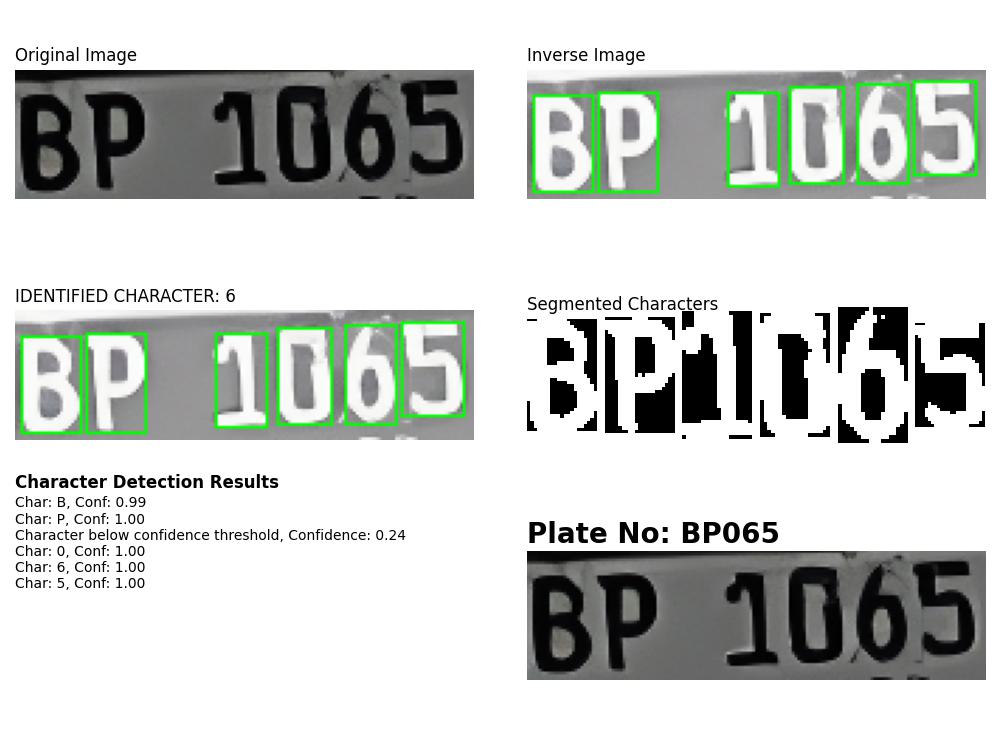 Original Image
BP 1065
Inverse Image
BP 1065
IDENTIFIED CHARACTER: 6
BP 1065
Segmented Characters
BP1065
Character Detection Results
Char: B, Conf: 0.99
Char: P, Conf: 1.00
Character below confidence threshold, Confidence: 0.24
Char: 0, Conf: 1.00
Char: 6, Conf: 1.00
Char: 5, Conf: 1.00
Plate No: BP065
BP 1065